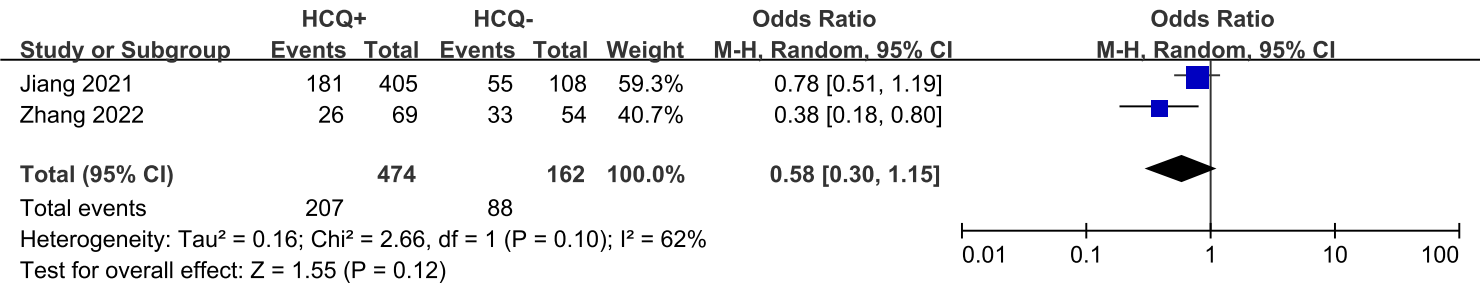 HCQ+ HCQ- Odds Ratio Odds Ratio
Study or Subgroup Events Total Events Total Weight M-H, Random, 95% CI M-H, Random, 95% CI
Jiang 2021 181 405 55 108 59.3% 0.78 [0.51, 1.19]
Zhang 2022 26 69 33 54 40.7% 0.38 [0.18, 0.80]
Total (95% CI) 474 162 100.0% 0.58 [0.30, 1.15]
Total events 207 88
Heterogeneity: Tau² = 0.16; Chi² = 2.66, df = 1 (P = 0.10); I² = 62%
Test for overall effect: Z = 1.55 (P = 0.12)
0.01 0.1 1 10 100